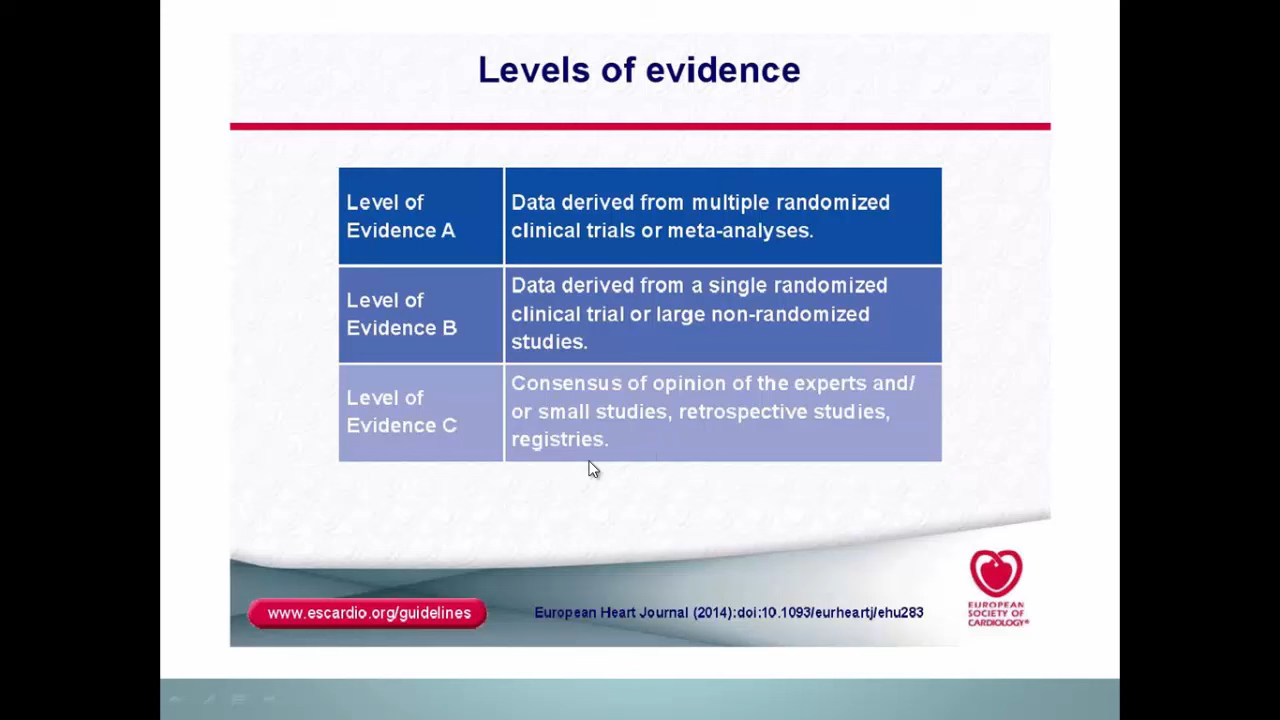 Levels of evidence
Level of
Evidence A
Data derived from multiple randomized
clinical trials or meta-analyses.
Level of
Evidence B
Data derived from a single randomized
clinical trial or large non-randomized
studies.
Level of
Evidence C
Consensus of opinion of the experts and/
or small studies, retrospective studies,
registries.
www.escardio.org/guidelines
European Heart Journal (2014):doi:10.1093/eurheartj/ehu283
EUROPEAN
SOCIETY OF
CARDIOLOGY®